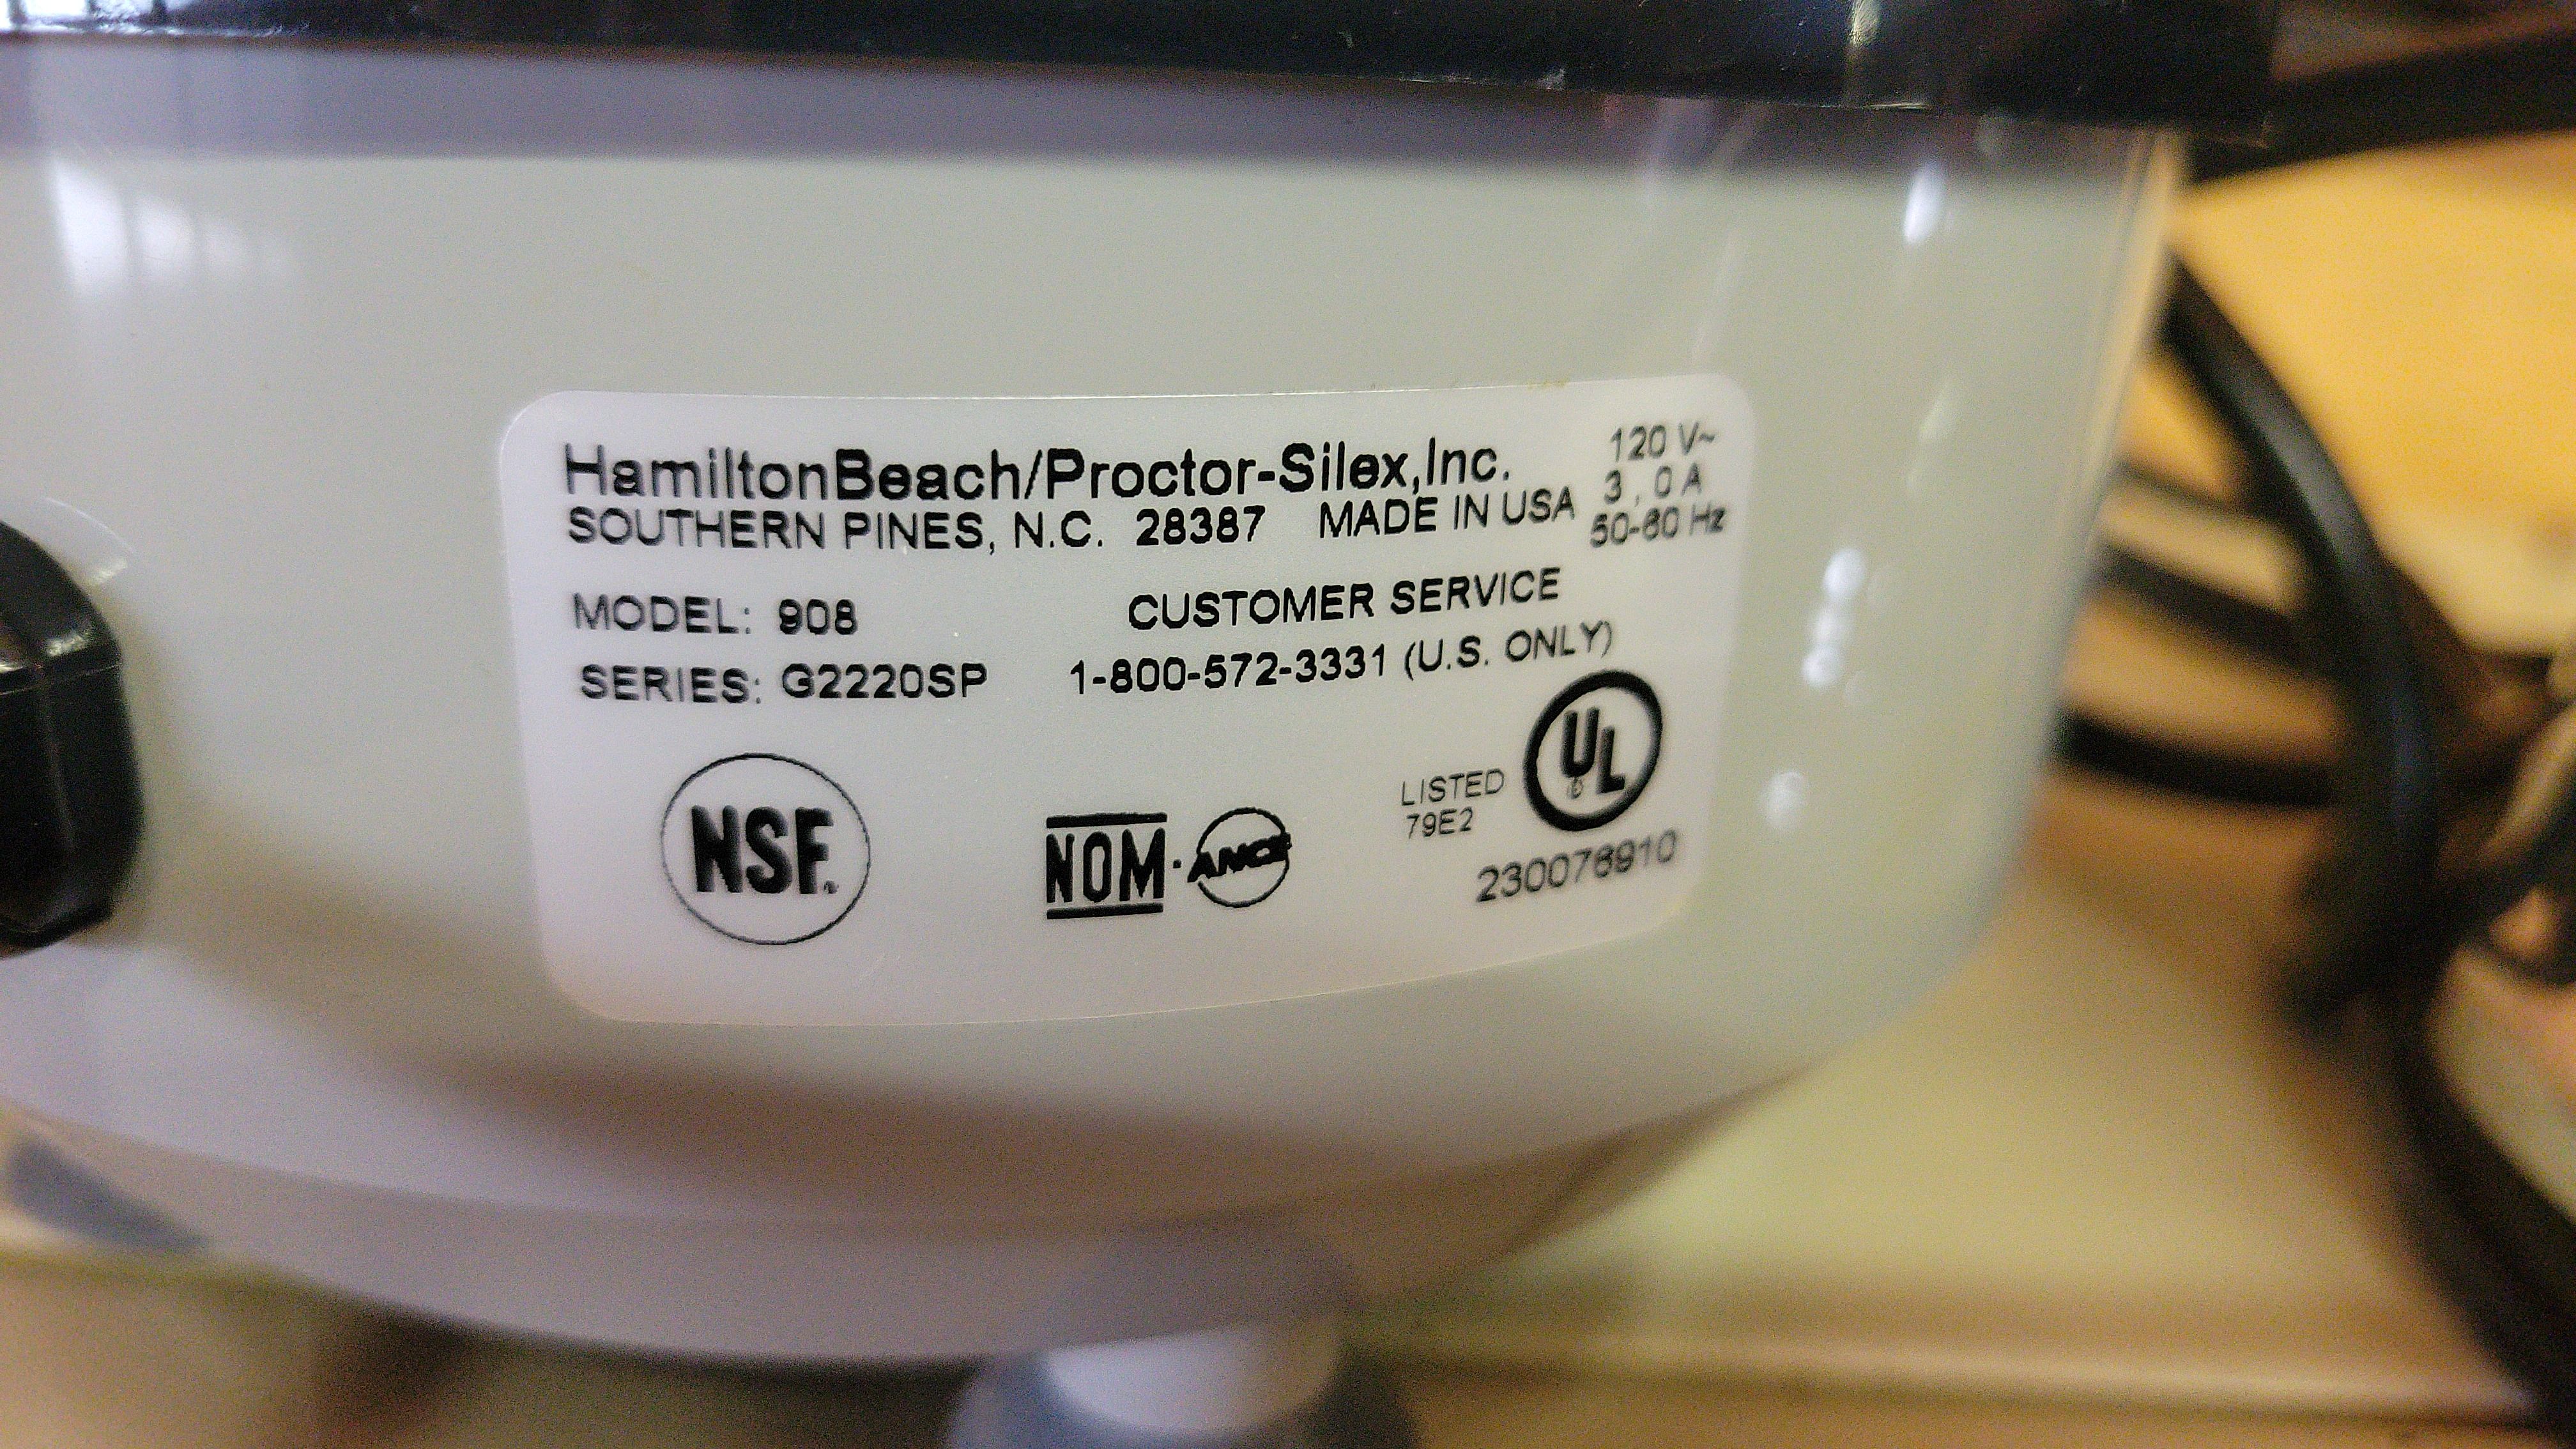 HamiltonBeach/Proctor-Silex,Inc.
SOUTHERN PINES, N.C. 28387 MADE IN USA
120 V~
3,0 A
50-60 Hz
MODEL: 908
SERIES: G2220SP
CUSTOMER SERVICE
1-800-572-3331 (U.S. ONLY)
NSF®
NOM-ANCE
LISTED
79E2
UL®
230076910